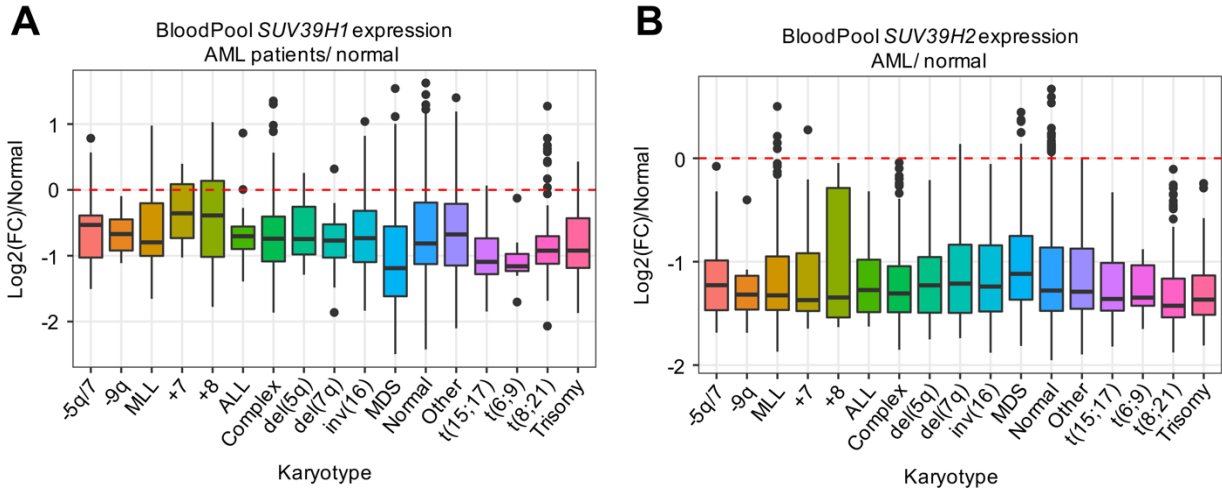 A
BloodPool SUV39H1 expression
AML patients/ normal
Log2(FC)/Normal
1
0
-1
-2
-5q/7
-9q
MLL
+7
+8
ALL
Complex
del(5q)
del(7q)
inv(16)
MDS
Normal
Other
t(15;17)
t(6;9)
t(8;21)
Trisomy
Karyotype
B
BloodPool SUV39H2 expression
AML/ normal
Log2(FC)/Normal
0
-1
-2
-5q/7
-9q
MLL
+7
+8
ALL
Complex
del(5q)
del(7q)
inv(16)
MDS
Normal
Other
t(15;17)
t(6;9)
t(8;21)
Trisomy
Karyotype